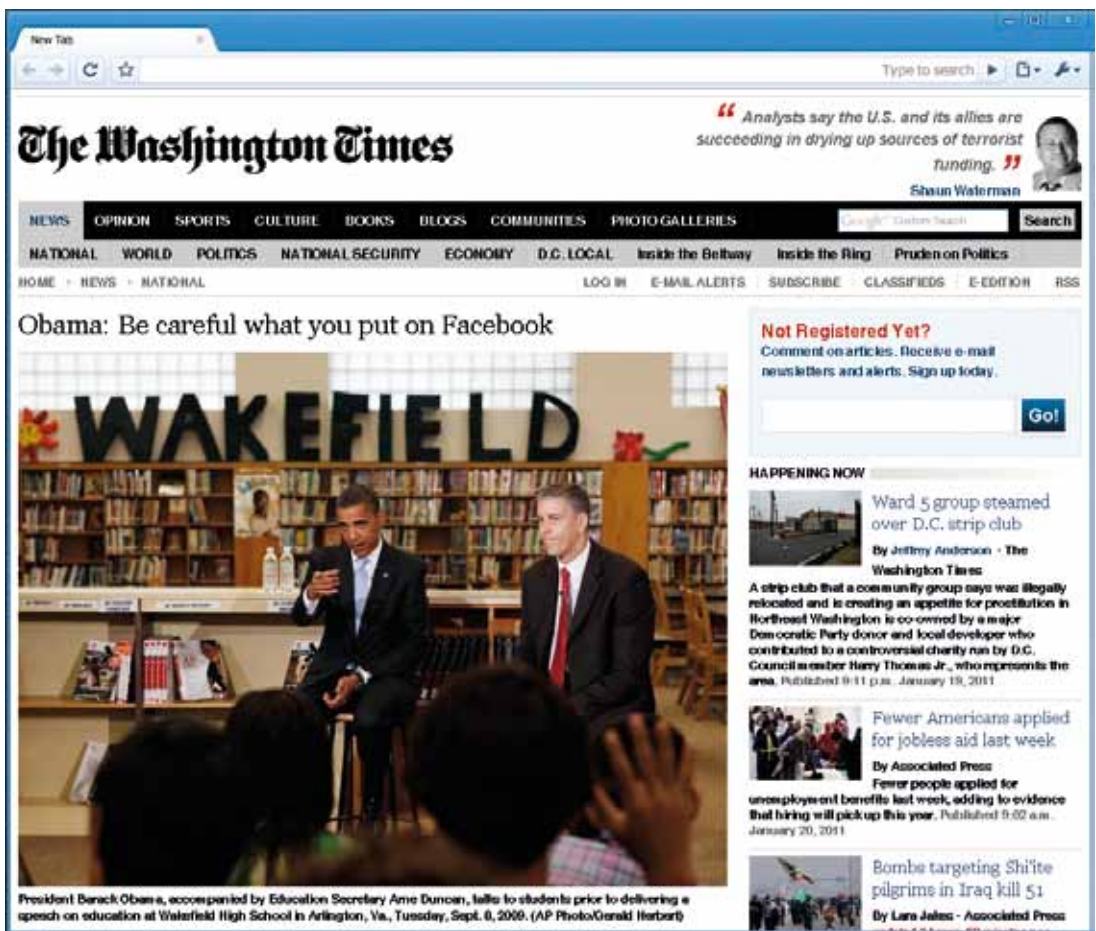 New Tab
Type to search
The Washington Times
“ Analysts say the U.S. and its allies are
succeeding in drying up sources of terrorist
funding. ”
Shaun Waterman
NEWS OPINION SPORTS CULTURE BOOKS BLOGS COMMUNITIES PHOTO GALLERIES Google™ Custom Search Search
NATIONAL WORLD POLITICS NATIONAL SECURITY ECONOMY D.C. LOCAL Inside the Beltway Inside the Ring Pruden on Politics
HOME NEWS NATIONAL LOG IN E-MAIL ALERTS SUBSCRIBE CLASSIFIEDS E-EDITION RSS
Obama: Be careful what you put on Facebook
WAKEFIELD
President Barack Obama, accompanied by Education Secretary Arne Duncan, talks to students prior to delivering a
speech on education at Wakefield High School in Arlington, Va., Tuesday, Sept. 8, 2009. (AP Photo/Gerald Herbert)
Not Registered Yet?
Comment on articles. Receive e-mail
newsletters and alerts. Sign up today.
Go!
HAPPENING NOW
Ward 5 group steamed
over D.C. strip club
By Jeffrey Anderson - The
Washington Times
A strip club that a community group says was illegally
relocated and is creating an appetite for prostitution in
Northeast Washington is co-owned by a major
Democratic Party donor and local developer who
contributed to a controversial charity run by D.C.
Council member Harry Thomas Jr., who represents the
area. Published 9:11 p.m. January 19, 2011
Fewer Americans applied
for jobless aid last week
By Associated Press
Fewer people applied for
unemployment benefits last week, adding to evidence
that hiring will pick up this year. Published 9:02 a.m.
January 20, 2011
Bombs targeting Shi'ite
pilgrims in Iraq kill 51
By Lara Jakes - Associated Press